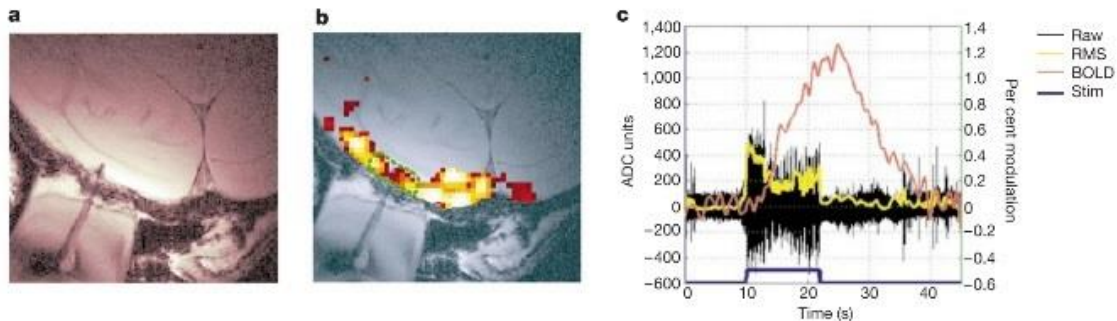 a
b
c
1,400
1,200
1,000
800
600
400
200
0
−200
−400
−600
ADC units
0
10
20
30
40
Time (s)
1.2
1.0
0.8
0.6
0.4
0.2
0
−0.2
−0.4
−0.6
Per cent modulation
Raw
RMS
BOLD
Stim